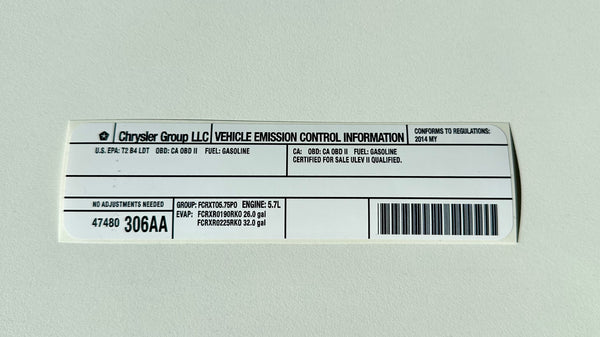 Chrysler Group LLC VEHICLE EMISSION CONTROL INFORMATION CONFORMS TO REGULATIONS:
2014 MY
U.S. EPA: T2 B4 LDT OBD: CA OBD II FUEL: GASOLINE
CA: OBD: CA OBD II FUEL: GASOLINE
CERTIFIED FOR SALE ULEV II QUALIFIED.
NO ADJUSTMENTS NEEDED
47480 306AA
GROUP: FCRXT06.75P0 ENGINE: 5.7L
EVAP: FCRXR0190RK0 26.0 gal
FCRXR0225RK0 32.0 gal